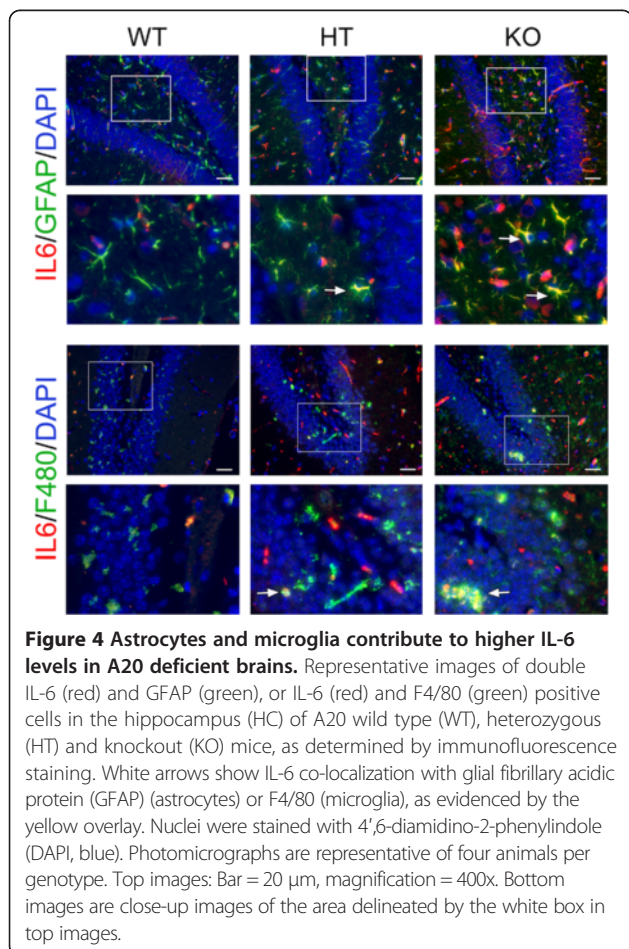 WT HT KO
IL6/GFAP/DAPI
IL6/F480/DAPI
Figure 4 Astrocytes and microglia contribute to higher IL-6
levels in A20 deficient brains. Representative images of double
IL-6 (red) and GFAP (green), or IL-6 (red) and F4/80 (green) positive
cells in the hippocampus (HC) of A20 wild type (WT), heterozygous
(HT) and knockout (KO) mice, as determined by immunofluorescence
staining. White arrows show IL-6 co-localization with glial fibrillary acidic
protein (GFAP) (astrocytes) or F4/80 (microglia), as evidenced by the
yellow overlay. Nuclei were stained with 4′,6-diamidino-2-phenylindole
(DAPI, blue). Photomicrographs are representative of four animals per
genotype. Top images: Bar = 20 μm, magnification = 400x. Bottom
images are close-up images of the area delineated by the white box in
top images.